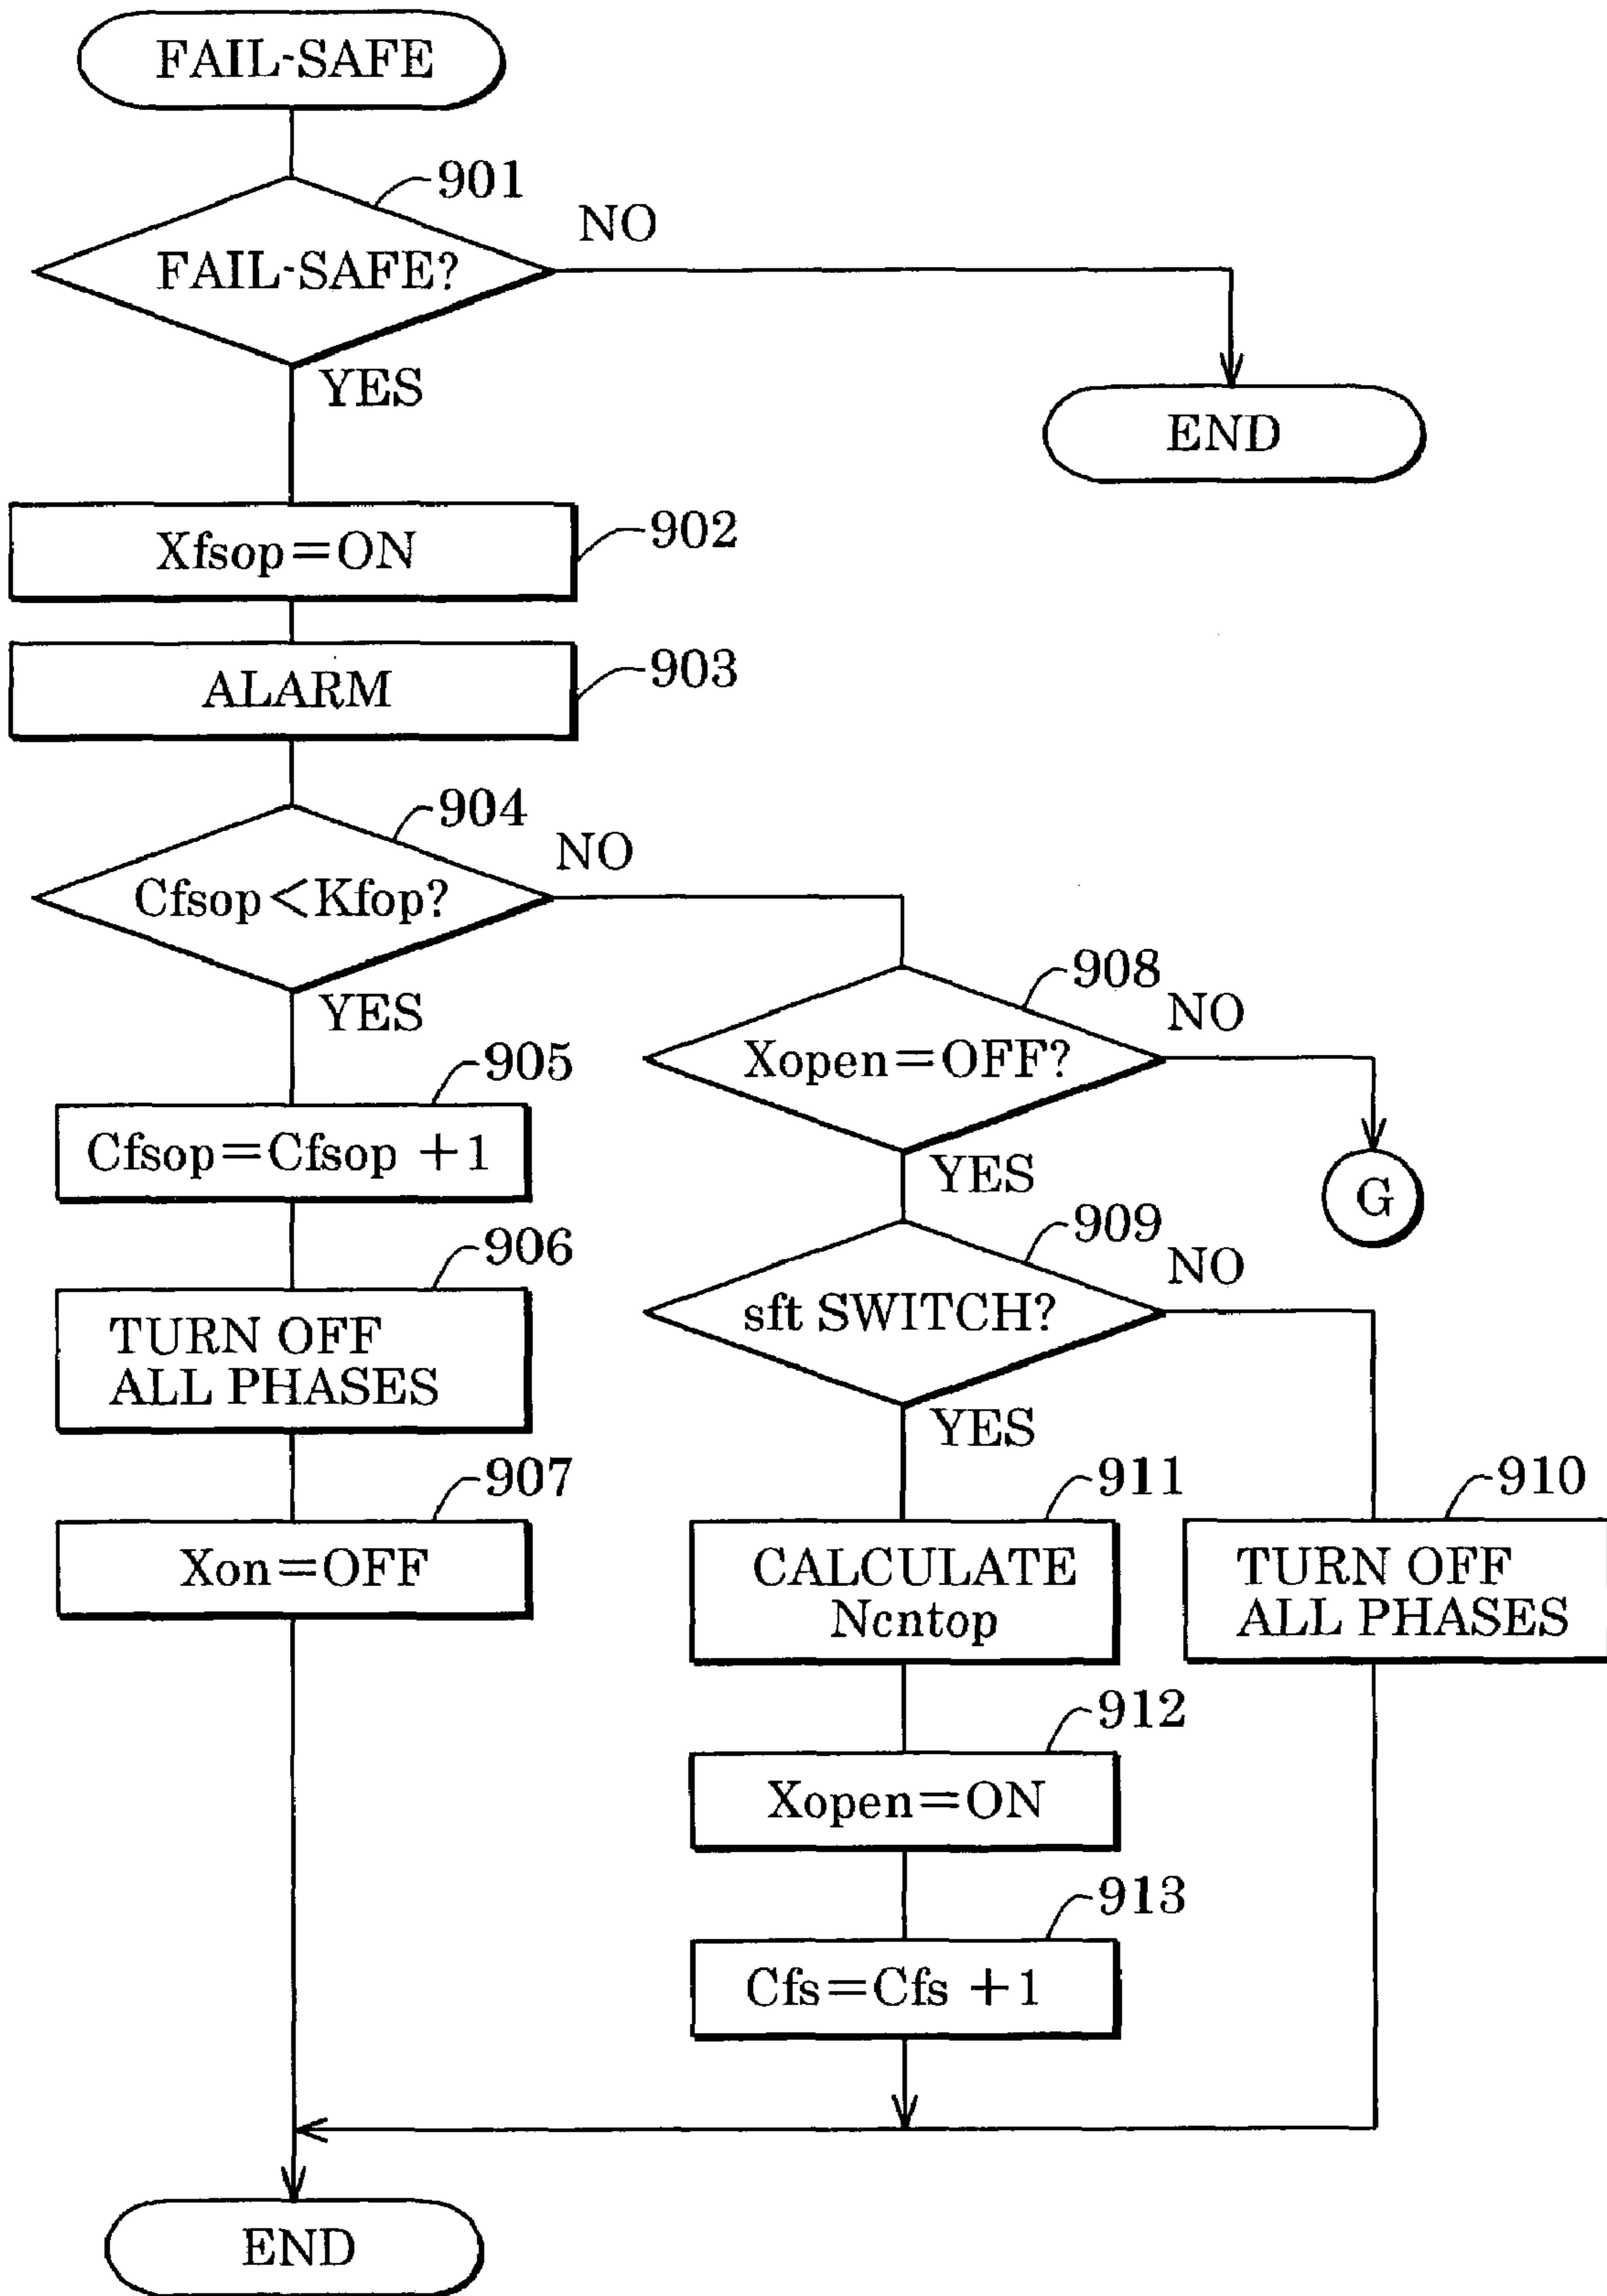 FAIL-SAFE
901
FAIL-SAFE?
NO
YES
END
Xfsop=ON
902
ALARM
903
904
Cfsop<Kfop?
NO
YES
905
Cfsop=Cfsop +1
906
TURN OFF
ALL PHASES
907
Xon=OFF
908
Xopen=OFF?
NO
G
YES
909
sft SWITCH?
NO
YES
911
CALCULATE
Ncntop
910
TURN OFF
ALL PHASES
912
Xopen=ON
913
Cfs=Cfs +1
END